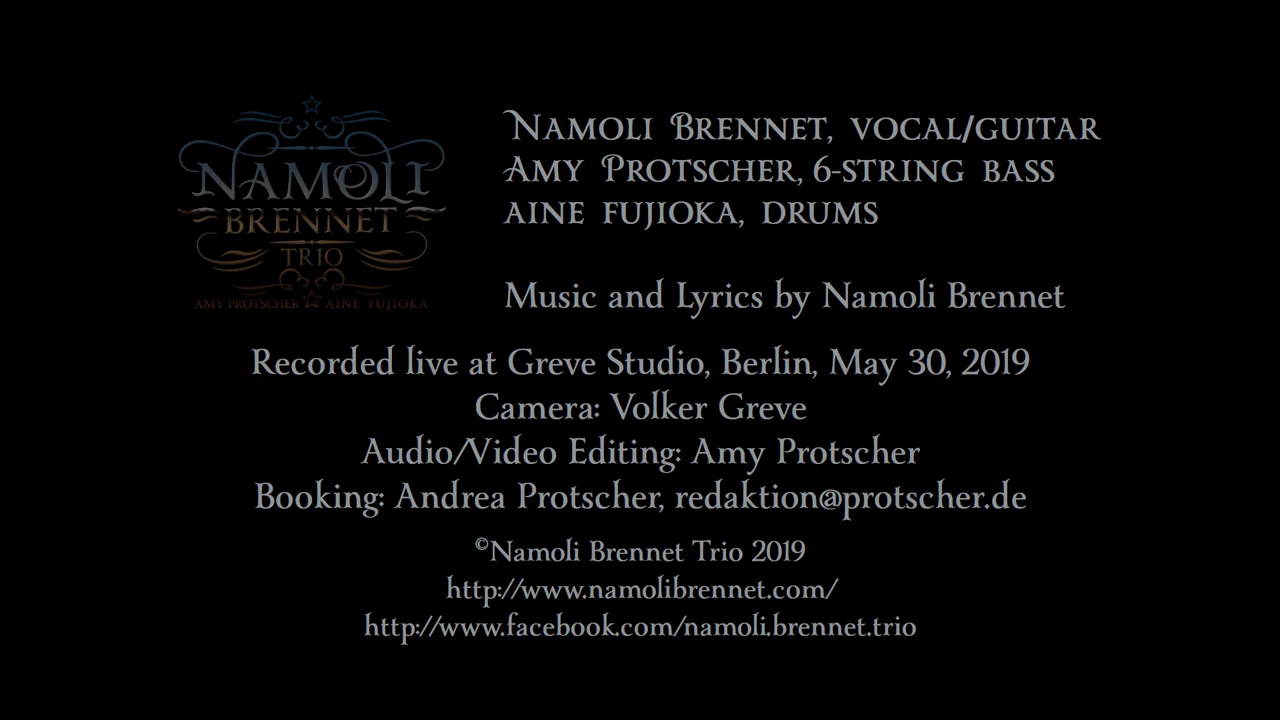 NAMOLI
BRENNET
TRIO
AMY PROTSCHER AINE FUJIOKA
Namoli Brennet, vocal/guitar
Amy Protscher, 6-string bass
aine fujioka, drums
Music and Lyrics by Namoli Brennet
Recorded live at Greve Studio, Berlin, May 30, 2019
Camera: Volker Greve
Audio/Video Editing: Amy Protscher
Booking: Andrea Protscher, redaktion@protscher.de
©Namoli Brennet Trio 2019
http://www.namolibrennet.com/
http://www.facebook.com/namoli.brennet.trio